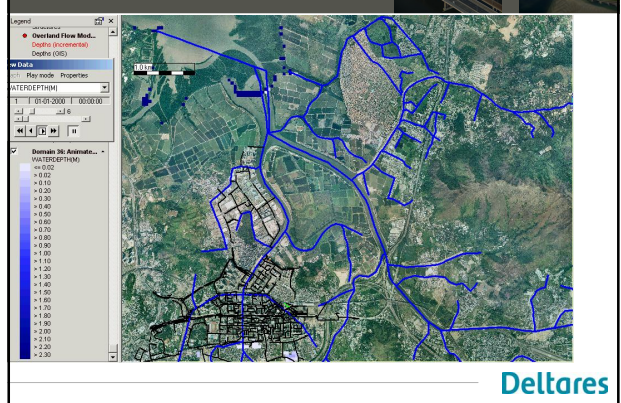 Legend
Overland Flow Mod...
Depths (incremental)
Depths (GIS)
Data
Play mode Properties
WATERDEPTH(M)
1 01-01-2000 00:00:00
6
1.0 km
Domain 36: Animate...
WATERDEPTH(M)
<= 0.02
> 0.02
> 0.10
> 0.20
> 0.30
> 0.40
> 0.50
> 0.60
> 0.70
> 0.80
> 0.90
> 1.00
> 1.10
> 1.20
> 1.30
> 1.40
> 1.50
> 1.60
> 1.70
> 1.80
> 1.90
> 2.00
> 2.10
> 2.20
> 2.30
Deltares